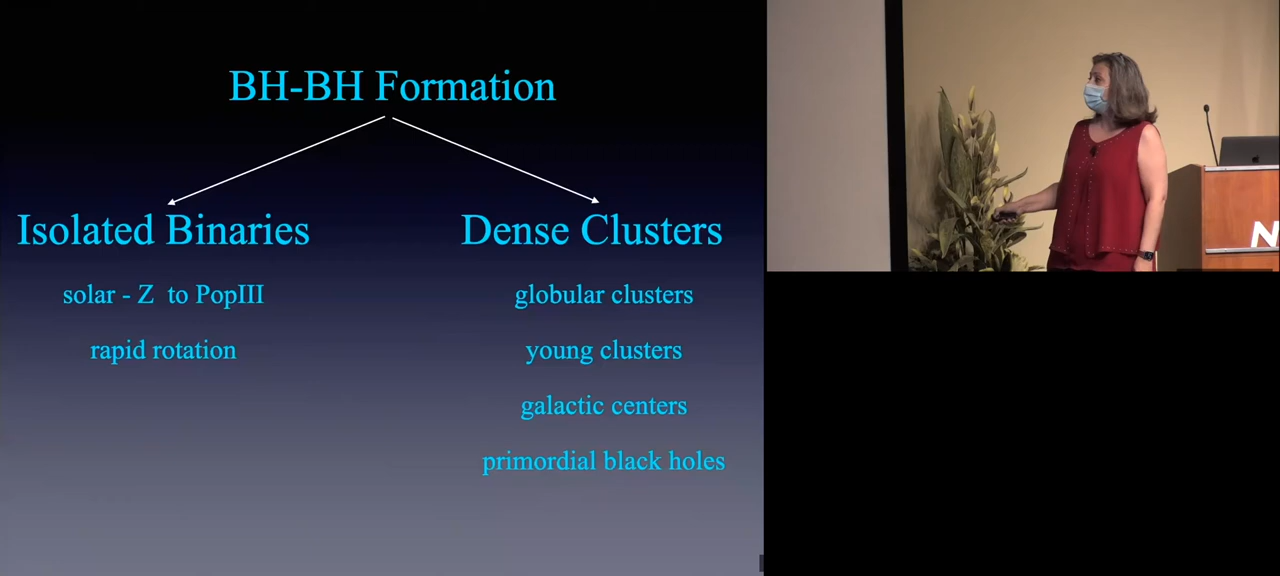 BH-BH Formation
Isolated Binaries
solar - Z to PopIII
rapid rotation
Dense Clusters
globular clusters
young clusters
galactic centers
primordial black holes
N